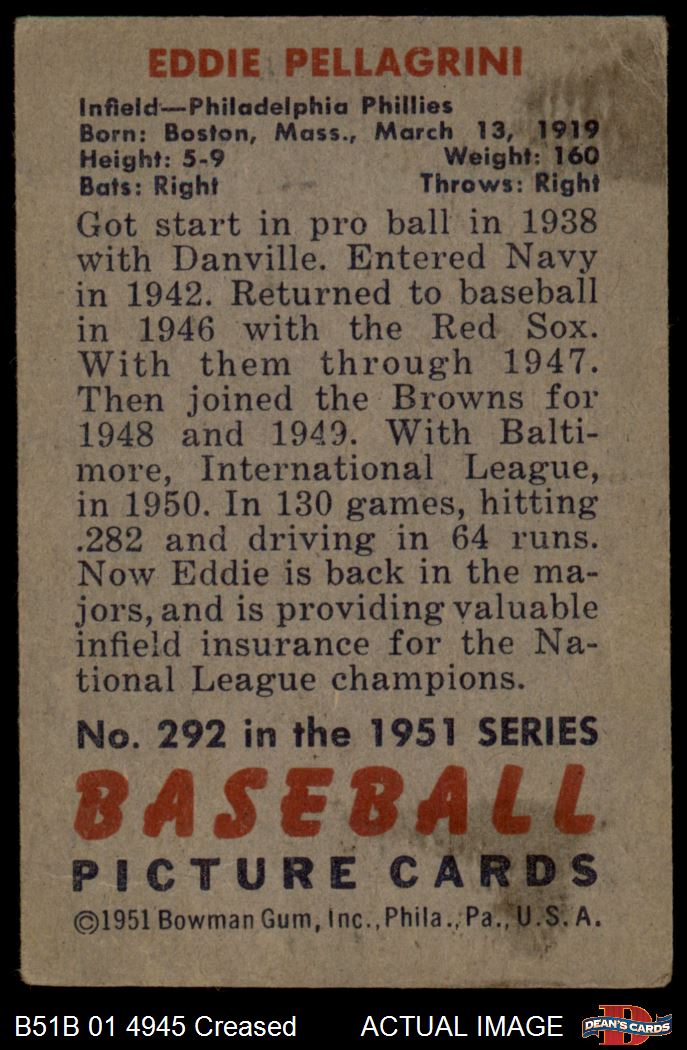 EDDIE PELLAGRINI
Infield—Philadelphia Phillies
Born: Boston, Mass., March 13, 1919
Height: 5-9 Weight: 160
Bats: Right Throws: Right
Got start in pro ball in 1938
with Danville. Entered Navy
in 1942. Returned to baseball
in 1946 with the Red Sox.
With them through 1947.
Then joined the Browns for
1948 and 1949. With Balti-
more, International League,
in 1950. In 130 games, hitting
.282 and driving in 64 runs.
Now Eddie is back in the ma-
jors, and is providing valuable
infield insurance for the Na-
tional League champions.
No. 292 in the 1951 SERIES
BASEBALL
PICTURE CARDS
©1951 Bowman Gum, Inc., Phila., Pa., U.S.A.
B51B 01 4945 Creased ACTUAL IMAGE
D
DEAN'S CARDS